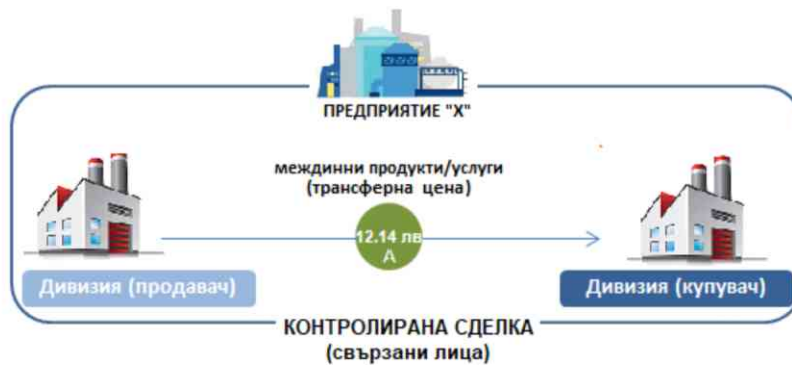 ПРЕДПРИЯТИЕ "X"
междинни продукти/услуги
(трансферна цена)
12.14 лв
А
Дивизия (продавач)
Дивизия (купувач)
КОНТРОЛИРАНА СДЕЛКА
(свързани лица)